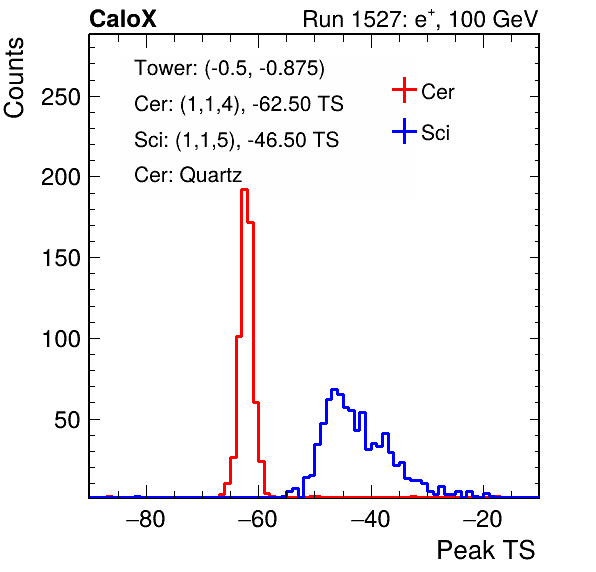 CaloX Run 1527: e⁺, 100 GeV
Counts
Tower: (-0.5, -0.875)
Cer: (1,1,4), -62.50 TS
Sci: (1,1,5), -46.50 TS
Cer: Quartz
Cer
Sci
250
200
150
100
50
−80 −60 −40 −20
Peak TS